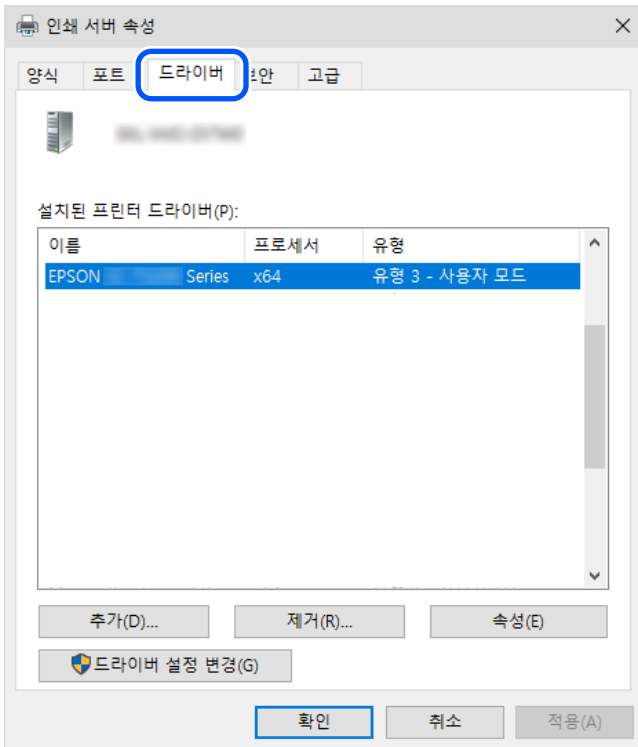 인쇄 서버 속성
양식 포트 드라이버 보안 고급
설치된 프린터 드라이버(P):
이름 프로세서 유형
EPSON Series x64 유형 3 - 사용자 모드
추가(D)... 제거(R)... 속성(E)
드라이버 설정 변경(G)
확인 취소 적용(A)